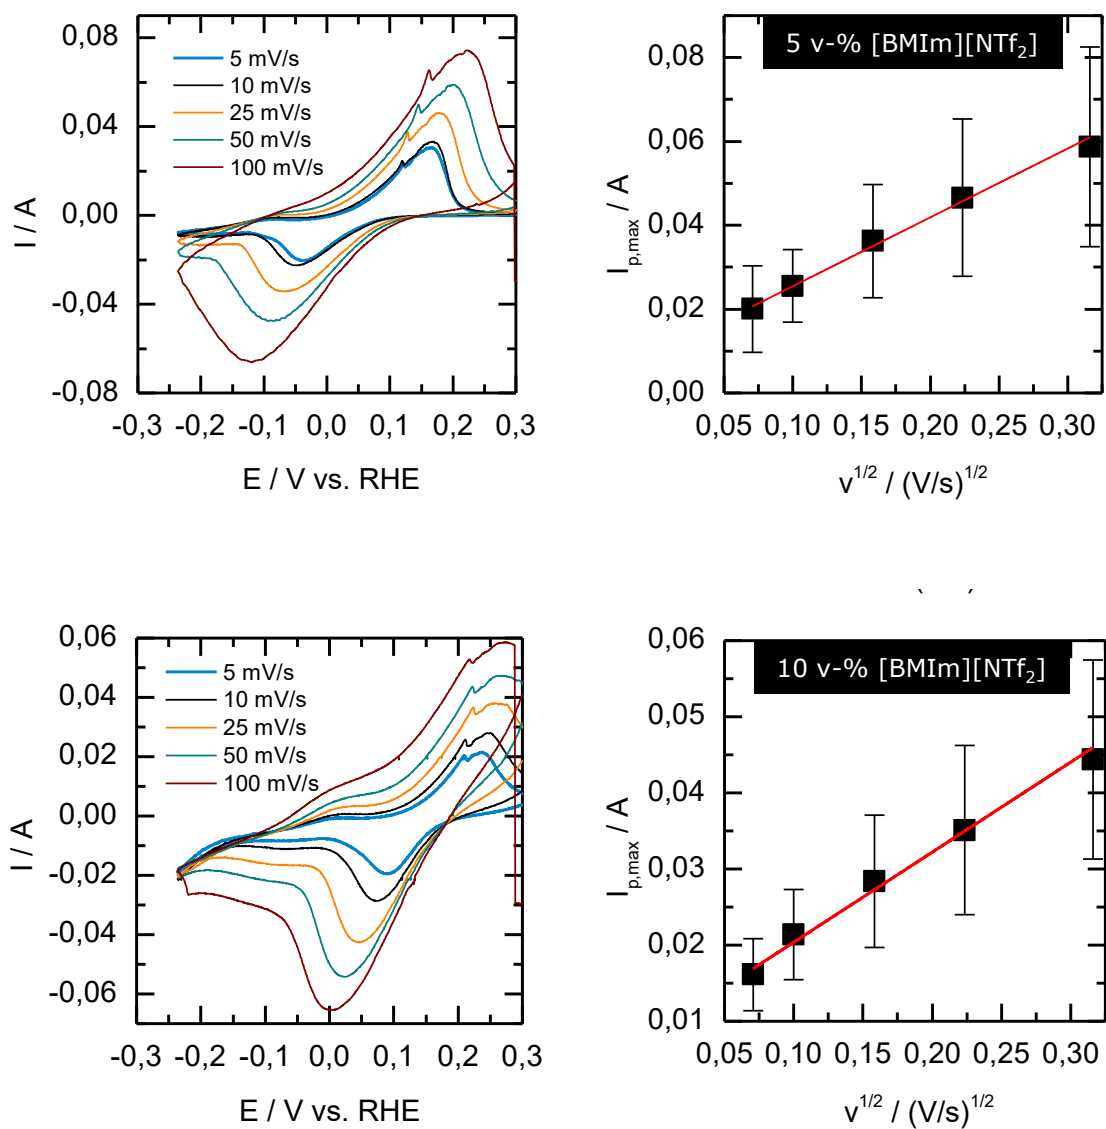 0,08
0,04
0,00
-0,04
-0,08
I / A
5 mV/s
10 mV/s
25 mV/s
50 mV/s
100 mV/s
-0,3 -0,2 -0,1 0,0 0,1 0,2 0,3
E / V vs. RHE
5 v-% [BMIm][NTf₂]
0,08
0,06
0,04
0,02
0,00
I_p,max / A
0,05 0,10 0,15 0,20 0,25 0,30
v^1/2 / (V/s)^1/2
0,06
0,04
0,02
0,00
-0,02
-0,04
-0,06
I / A
5 mV/s
10 mV/s
25 mV/s
50 mV/s
100 mV/s
-0,3 -0,2 -0,1 0,0 0,1 0,2 0,3
E / V vs. RHE
10 v-% [BMIm][NTf₂]
0,06
0,05
0,04
0,03
0,02
0,01
I_p,max / A
0,05 0,10 0,15 0,20 0,25 0,30
v^1/2 / (V/s)^1/2